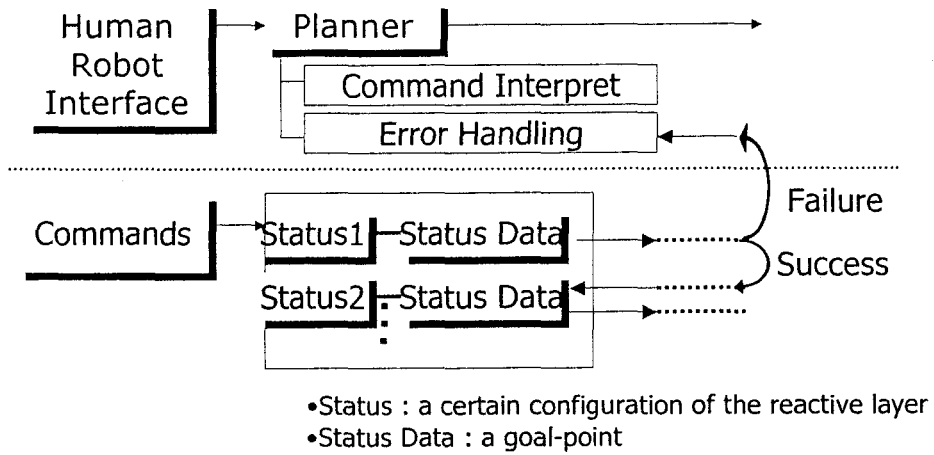 Human
Robot
Interface
Planner
Command Interpret
Error Handling
Failure
Commands
Status1
Status Data
Success
Status2
Status Data
•Status : a certain configuration of the reactive layer
•Status Data : a goal-point